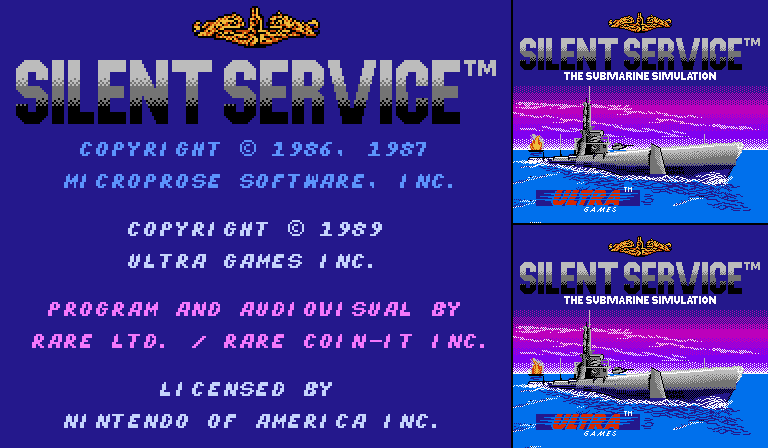 SILENT SERVICE™
COPYRIGHT © 1986, 1987
MICROPROSE SOFTWARE, INC.
COPYRIGHT © 1989
ULTRA GAMES INC.
PROGRAM AND AUDIOVISUAL BY
RARE LTD. / RARE COIN-IT INC.
LICENSED BY
NINTENDO OF AMERICA INC.
SILENT SERVICE™
THE SUBMARINE SIMULATION
ULTRA™
GAMES
SILENT SERVICE™
THE SUBMARINE SIMULATION
ULTRA™
GAMES